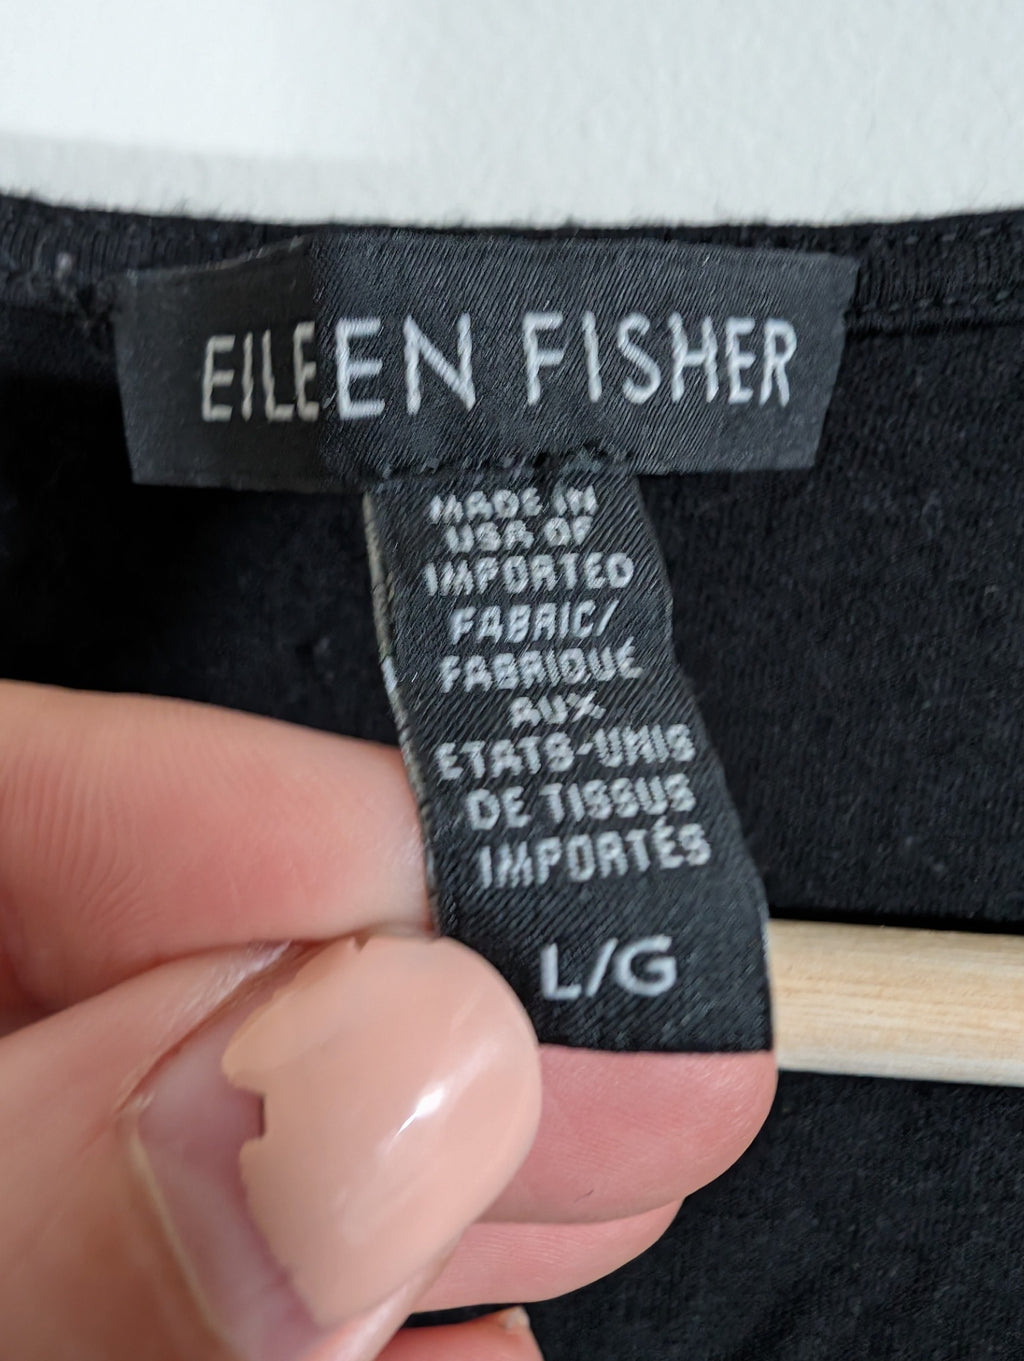 EILEEN FISHER
MADE IN
USA OF
IMPORTED
FABRIC/
FABRIQUÉ
AUX
ETATS-UNIS
DE TISSUS
IMPORTÉS
L/G